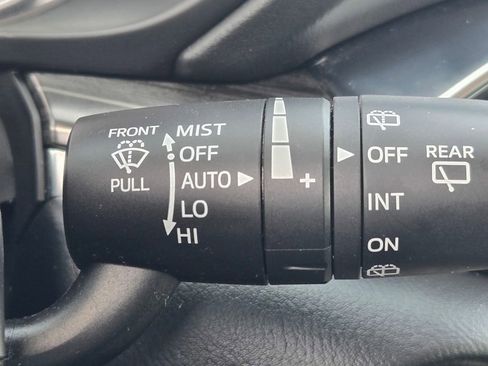 FRONT
PULL
MIST
OFF
AUTO
LO
HI
+
OFF
INT
ON
REAR